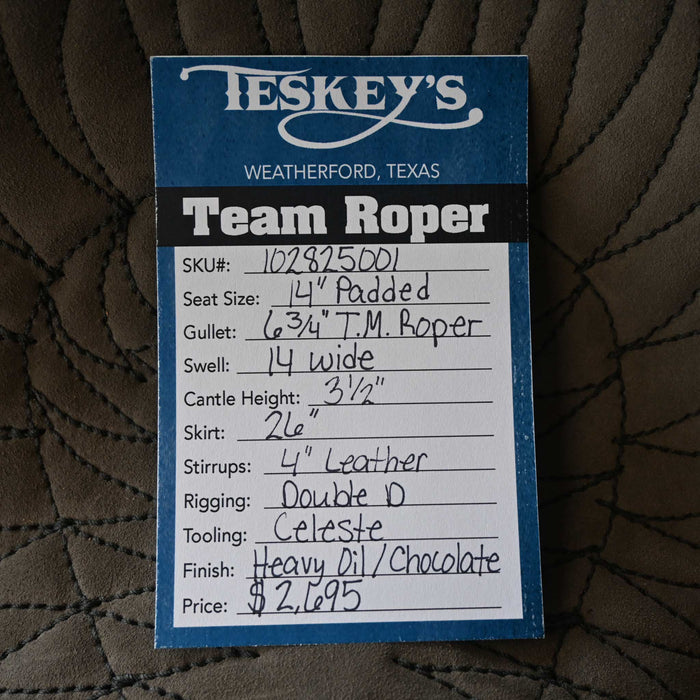 TESKEY'S
WEATHERFORD, TEXAS
Team Roper
SKU#: 102825001
Seat Size: 14" Padded
Gullet: 6 3/4" T.M. Roper
Swell: 14 wide
Cantle Height: 3 1/2"
Skirt: 26"
Stirrups: 4" Leather
Rigging: Double D
Tooling: Celeste
Finish: Heavy Oil/Chocolate
Price: $2,695